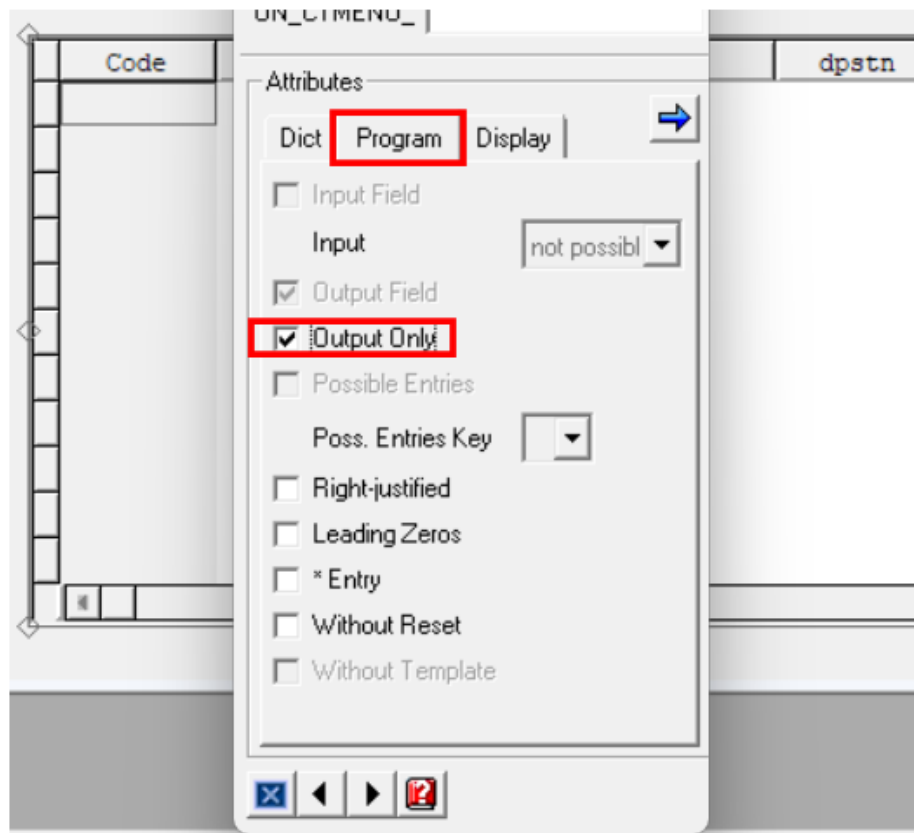 ON_CTMENU_
Code
dpstn
Attributes
Dict Program Display
Input Field
Input not possibl
Output Field
Output Only
Possible Entries
Poss. Entries Key
Right-justified
Leading Zeros
* Entry
Without Reset
Without Template